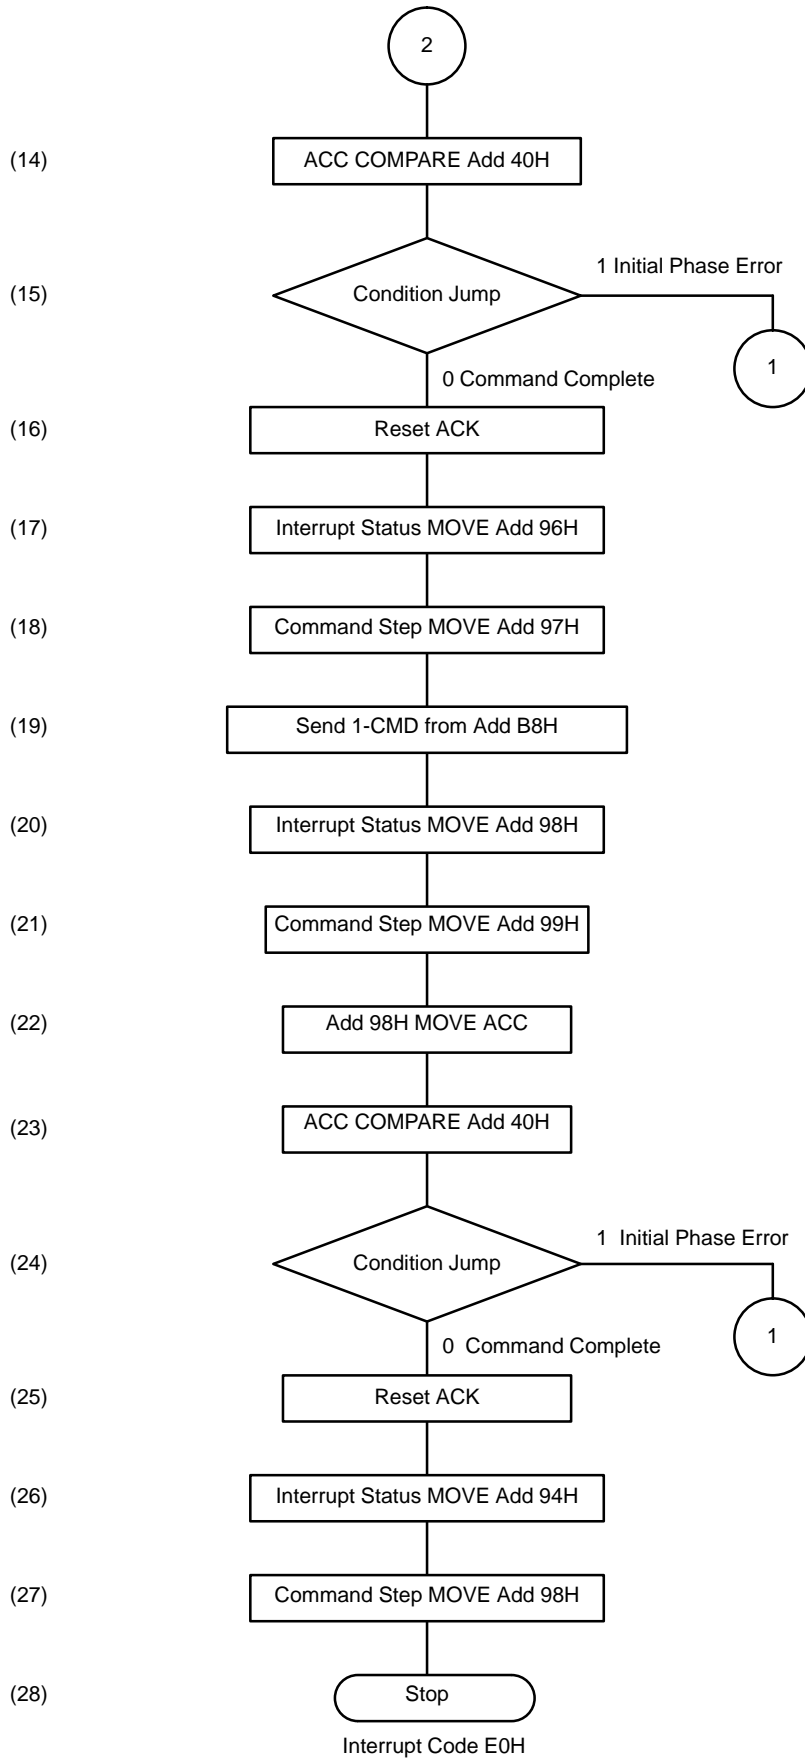 2
(14)
ACC COMPARE Add 40H
1 Initial Phase Error
(15)
Condition Jump
1
0 Command Complete
(16)
Reset ACK
(17)
Interrupt Status MOVE Add 96H
(18)
Command Step MOVE Add 97H
(19)
Send 1-CMD from Add B8H
(20)
Interrupt Status MOVE Add 98H
(21)
Command Step MOVE Add 99H
(22)
Add 98H MOVE ACC
(23)
ACC COMPARE Add 40H
1 Initial Phase Error
(24)
Condition Jump
1
0 Command Complete
(25)
Reset ACK
(26)
Interrupt Status MOVE Add 94H
(27)
Command Step MOVE Add 98H
(28)
Stop
Interrupt Code E0H